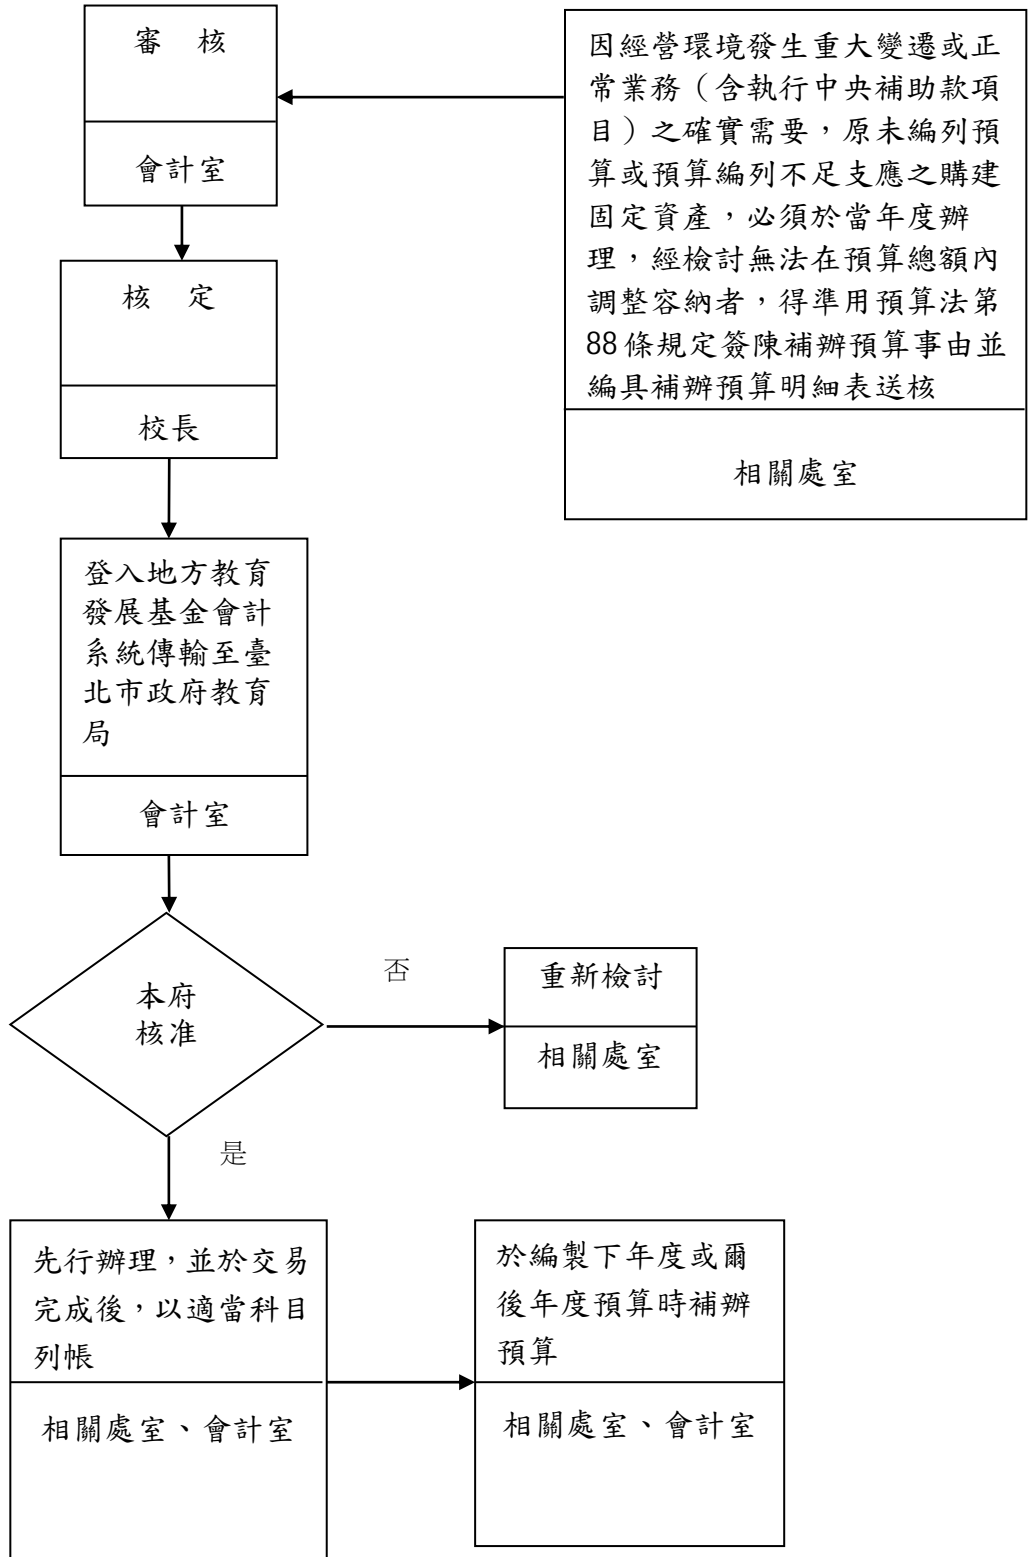 審　核
會計室
因經營環境發生重大變遷或正
常業務（含執行中央補助款項
目）之確實需要，原未編列預
算或預算編列不足支應之購建
固定資產，必須於當年度辦
理，經檢討無法在預算總額內
調整容納者，得準用預算法第
88條規定簽陳補辦預算事由並
編具補辦預算明細表送核
相關處室
核　定
校長
登入地方教育
發展基金會計
系統傳輸至臺
北市政府教育
局
會計室
本府
核准
否
重新檢討
相關處室
是
先行辦理，並於交易
完成後，以適當科目
列帳
相關處室、會計室
於編製下年度或爾
後年度預算時補辦
預算
相關處室、會計室